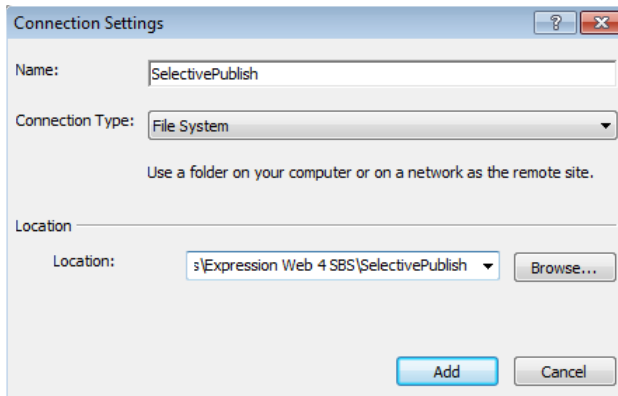 Connection Settings
Name: SelectivePublish
Connection Type: File System
Use a folder on your computer or on a network as the remote site.
Location
Location: s\Expression Web 4 SBS\SelectivePublish Browse...
Add Cancel